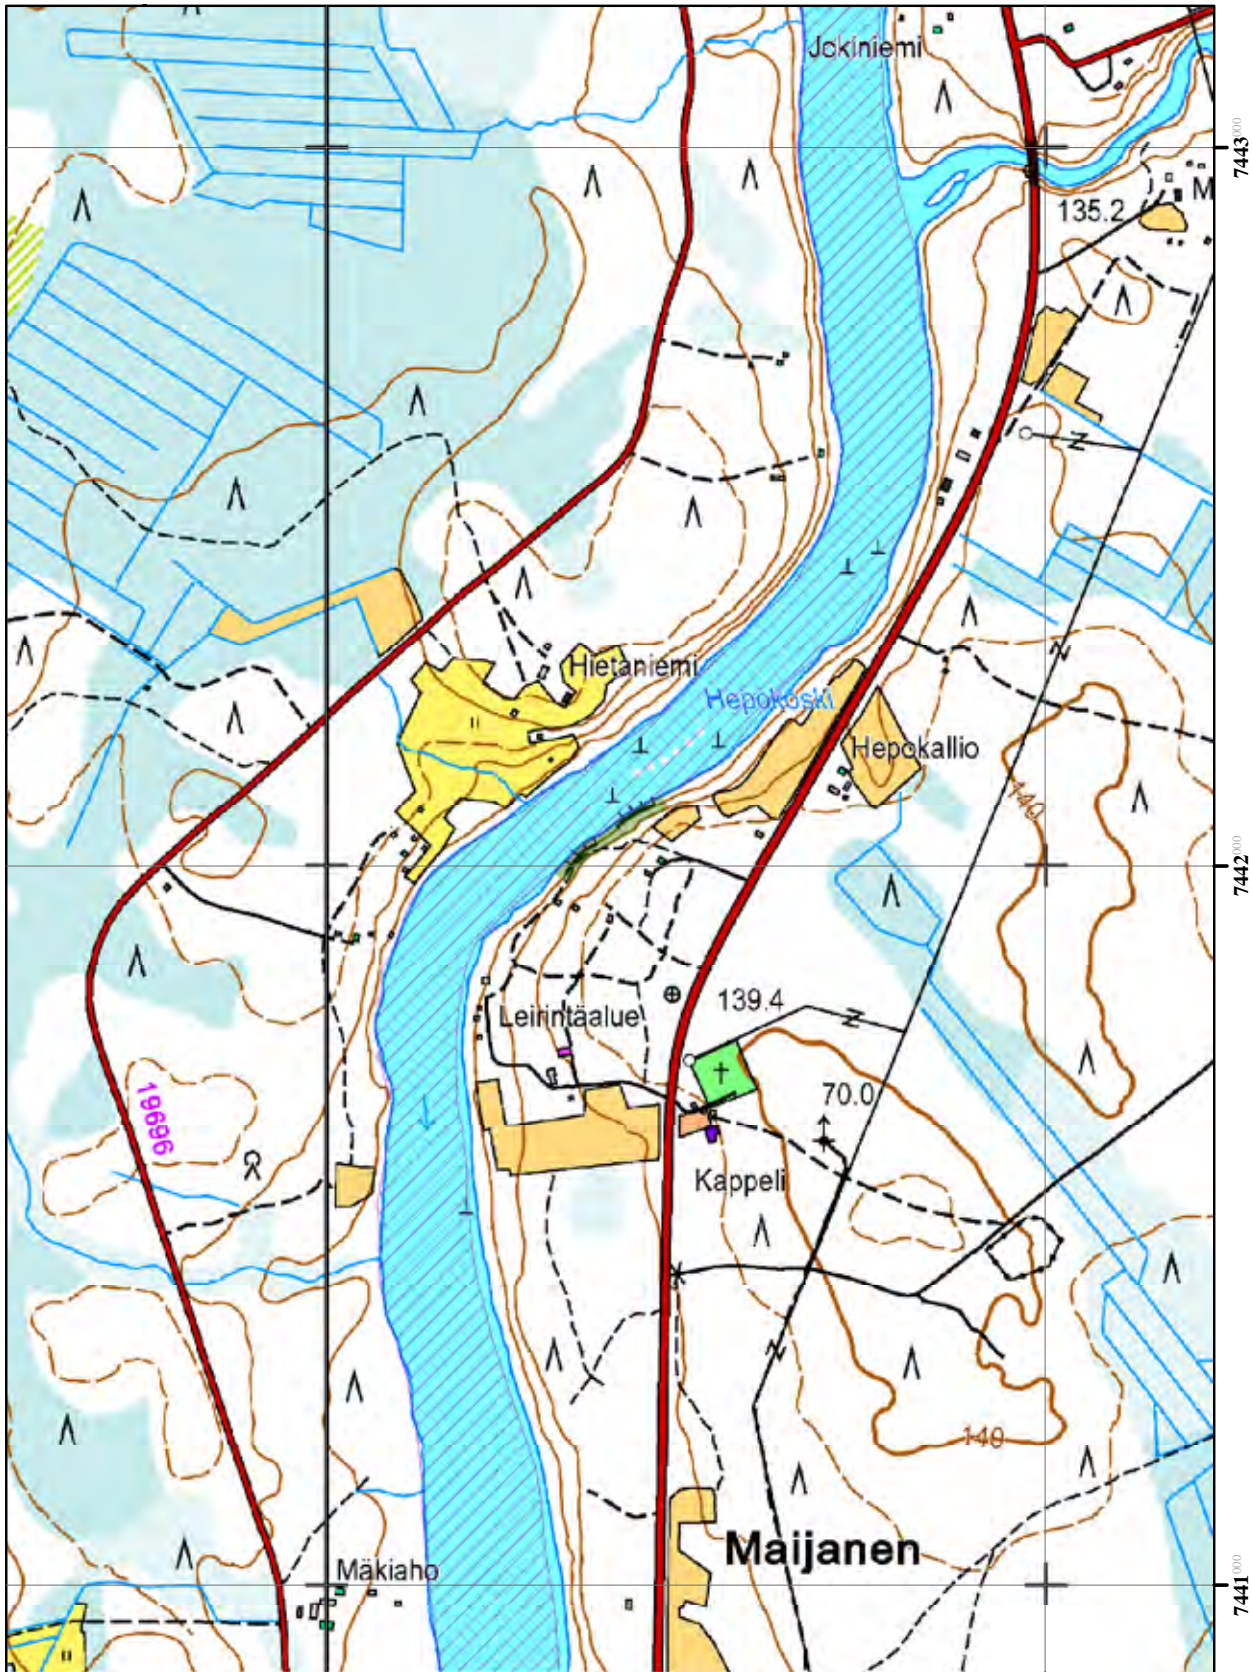 Jokiniemi
7443000
135.2
M
Hietaniemi
Hepokoski
Hepokallio
140
7442000
139.4
Leirintäalue
70.0
19696
Kappeli
140
Maijanen
Mäkiaho
7441000